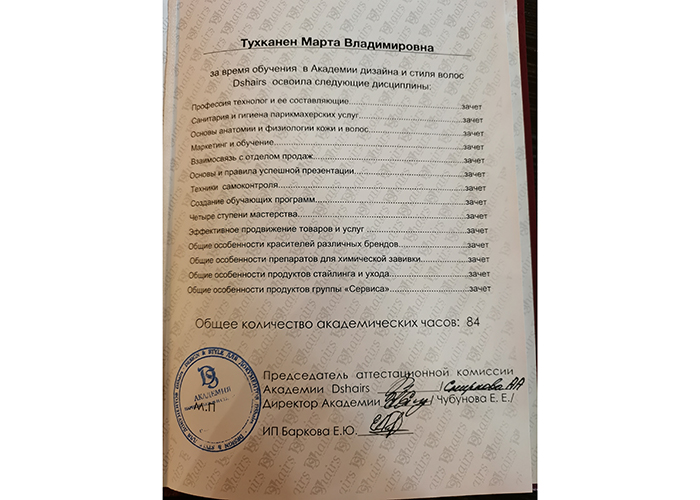 Тухканен Марта Владимировна
за время обучения в Академии дизайна и стиля волос
Dshairs освоила следующие дисциплины:
Профессия технолог и ее составляющие...зачет
Санитария и гигиена парикмахерских услуг...зачет
Основы анатомии и физиологии кожи и волос...зачет
Маркетинг и обучение...зачет
Взаимосвязь с отделом продаж...зачет
Основы и правила успешной презентации...зачет
Техники самоконтроля...зачет
Создание обучающих программ...зачет
Четыре ступени мастерства...зачет
Эффективное продвижение товаров и услуг...зачет
Общие особенности красителей различных брендов...зачет
Общие особенности препаратов для химической завивки...зачет
Общие особенности продуктов стайлинга и ухода...зачет
Общие особенности продуктов группы «Сервиса»...зачет
Общее количество академических часов: 84
Председатель аттестационной комиссии
Академии Dshairs Смирнова АА
Директор Академии Чубунова Е. Е./
ИП Баркова Е.Ю.
DS
АКАДЕМИЯ
М.П